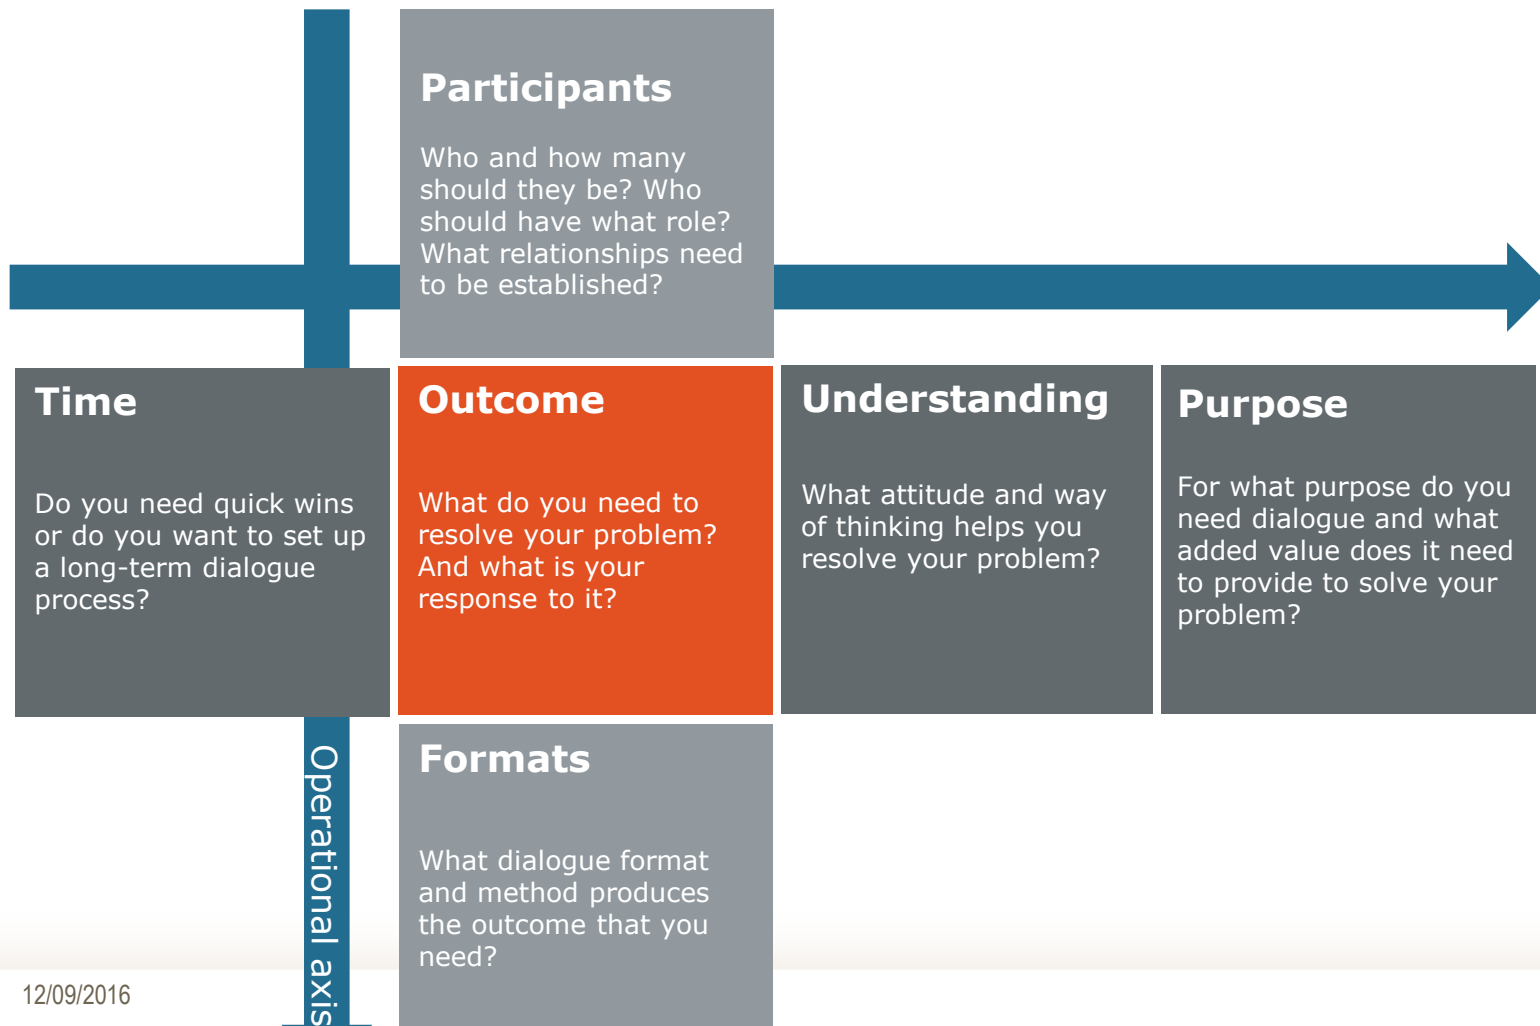 Participants
Who and how many
should they be? Who
should have what role?
What relationships need
to be established?
Time
Do you need quick wins
or do you want to set up
a long-term dialogue
process?
Outcome
What do you need to
resolve your problem?
And what is your
response to it?
Understanding
What attitude and way
of thinking helps you
resolve your problem?
Purpose
For what purpose do you
need dialogue and what
added value does it need
to provide to solve your
problem?
Operational axis
Formats
What dialogue format
and method produces
the outcome that you
need?
12/09/2016